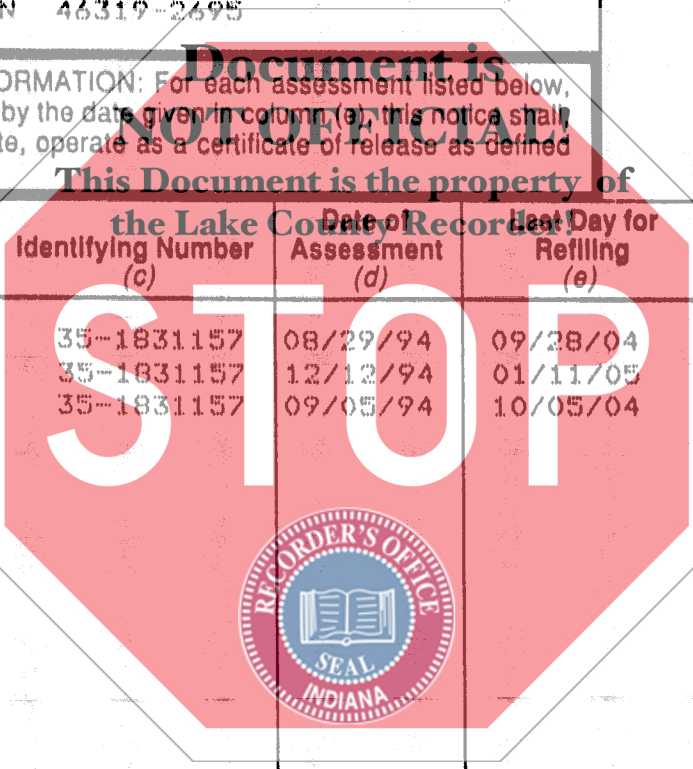 N 46319-2695
Document is
ORMATION: For each assessment listed below,
by the date given in column (e), this notice shall,
NOT OFFICIAL!
te, operate as a certificate of release as defined
This Document is the property of
the Lake County Recorder!
Identifying Number
(c)
Date of
Assessment
(d)
Last Day for
Refiling
(e)
35-1831157 08/29/94 09/28/04
35-1831157 12/12/94 01/11/05
35-1831157 09/05/94 10/05/04
STOP
RECORDER'S OFFICE
SEAL
INDIANA